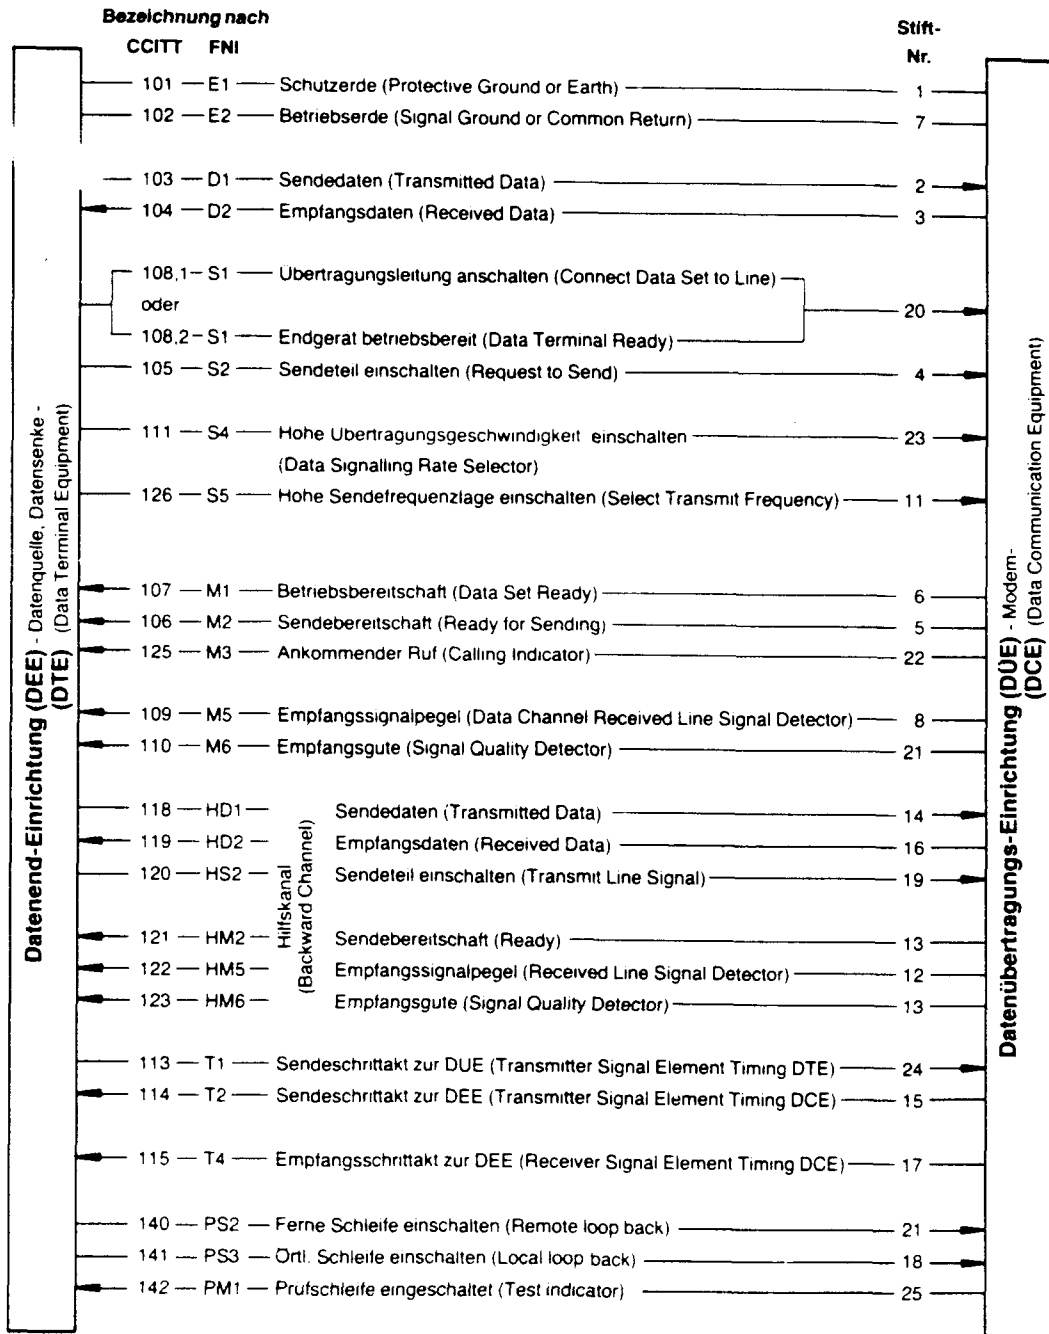 Bezeichnung nach
CCITT FNI
Stift-
Nr.
101 E1 Schutzerde (Protective Ground or Earth) 1
102 E2 Betriebserde (Signal Ground or Common Return) 7
103 D1 Sendedaten (Transmitted Data) 2
104 D2 Empfangsdaten (Received Data) 3
108,1 S1 Übertragungsleitung anschalten (Connect Data Set to Line)
oder 20
108,2 S1 Endgerat betriebsbereit (Data Terminal Ready)
105 S2 Sendeteil einschalten (Request to Send) 4
111 S4 Hohe Ubertragungsgeschwindigkeit einschalten 23
(Data Signalling Rate Selector)
126 S5 Hohe Sendefrequenzlage einschalten (Select Transmit Frequency) 11
107 M1 Betriebsbereitschaft (Data Set Ready) 6
106 M2 Sendebereitschaft (Ready for Sending) 5
125 M3 Ankommender Ruf (Calling Indicator) 22
109 M5 Empfangssignalpegel (Data Channel Received Line Signal Detector) 8
110 M6 Empfangsgute (Signal Quality Detector) 21
118 HD1 Sendedaten (Transmitted Data) 14
119 HD2 Empfangsdaten (Received Data) 16
120 HS2 Sendeteil einschalten (Transmit Line Signal) 19
121 HM2 Sendebereitschaft (Ready) 13
122 HM5 Empfangssignalpegel (Received Line Signal Detector) 12
123 HM6 Empfangsgute (Signal Quality Detector) 13
Hilfskanal
(Backward Channel)
113 T1 Sendeschrittakt zur DUE (Transmitter Signal Element Timing DTE) 24
114 T2 Sendeschrittakt zur DEE (Transmitter Signal Element Timing DCE) 15
115 T4 Empfangsschrittakt zur DEE (Receiver Signal Element Timing DCE) 17
140 PS2 Ferne Schleife einschalten (Remote loop back) 21
141 PS3 Örtl. Schleife einschalten (Local loop back) 18
142 PM1 Prufschleife eingeschaltet (Test indicator) 25
Datenend-Einrichtung (DEE) - Datenquelle, Datensenke -
(DTE) (Data Terminal Equipment)
Datenübertragungs-Einrichtung (DÜE) - Modem-
(DCE) (Data Communication Equipment)